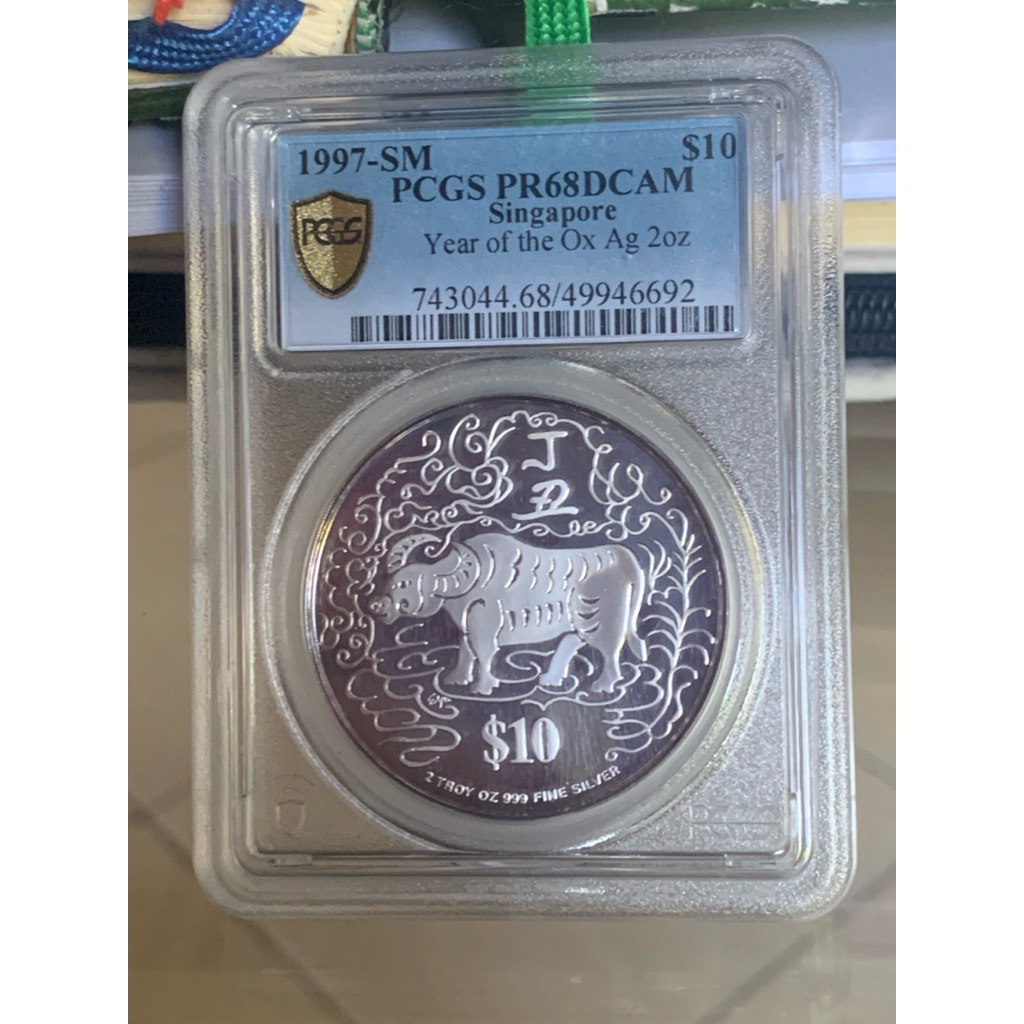 1997-SM $10
PCGS PR68DCAM
Singapore
Year of the Ox Ag 2oz
PCGS
743044.68/49946692
丁
丑
$10
2 TROY OZ 999 FINE SILVER